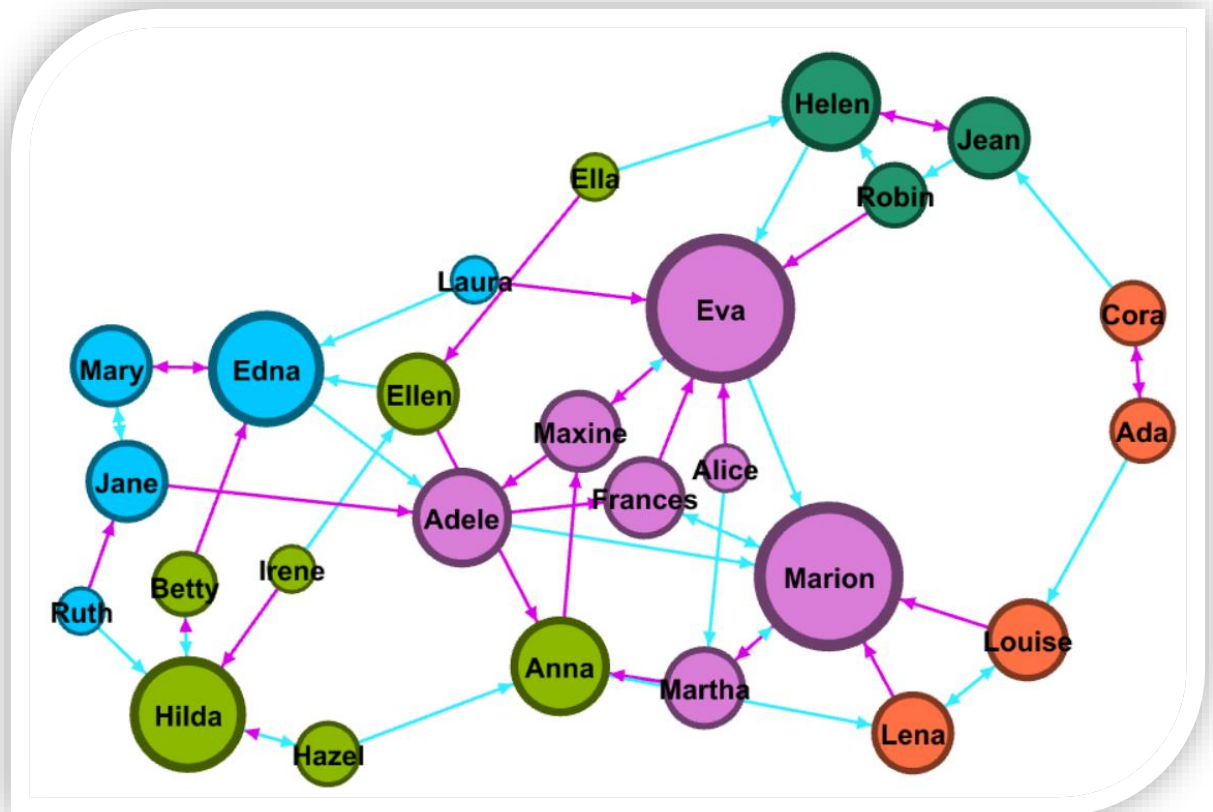 Helen
Jean
Ella
Robin
Laura
Eva
Cora
Mary
Edna
Ellen
Maxine
Ada
Alice
Jane
Frances
Adele
Irene
Betty
Marion
Ruth
Louise
Anna
Martha
Hilda
Lena
Hazel